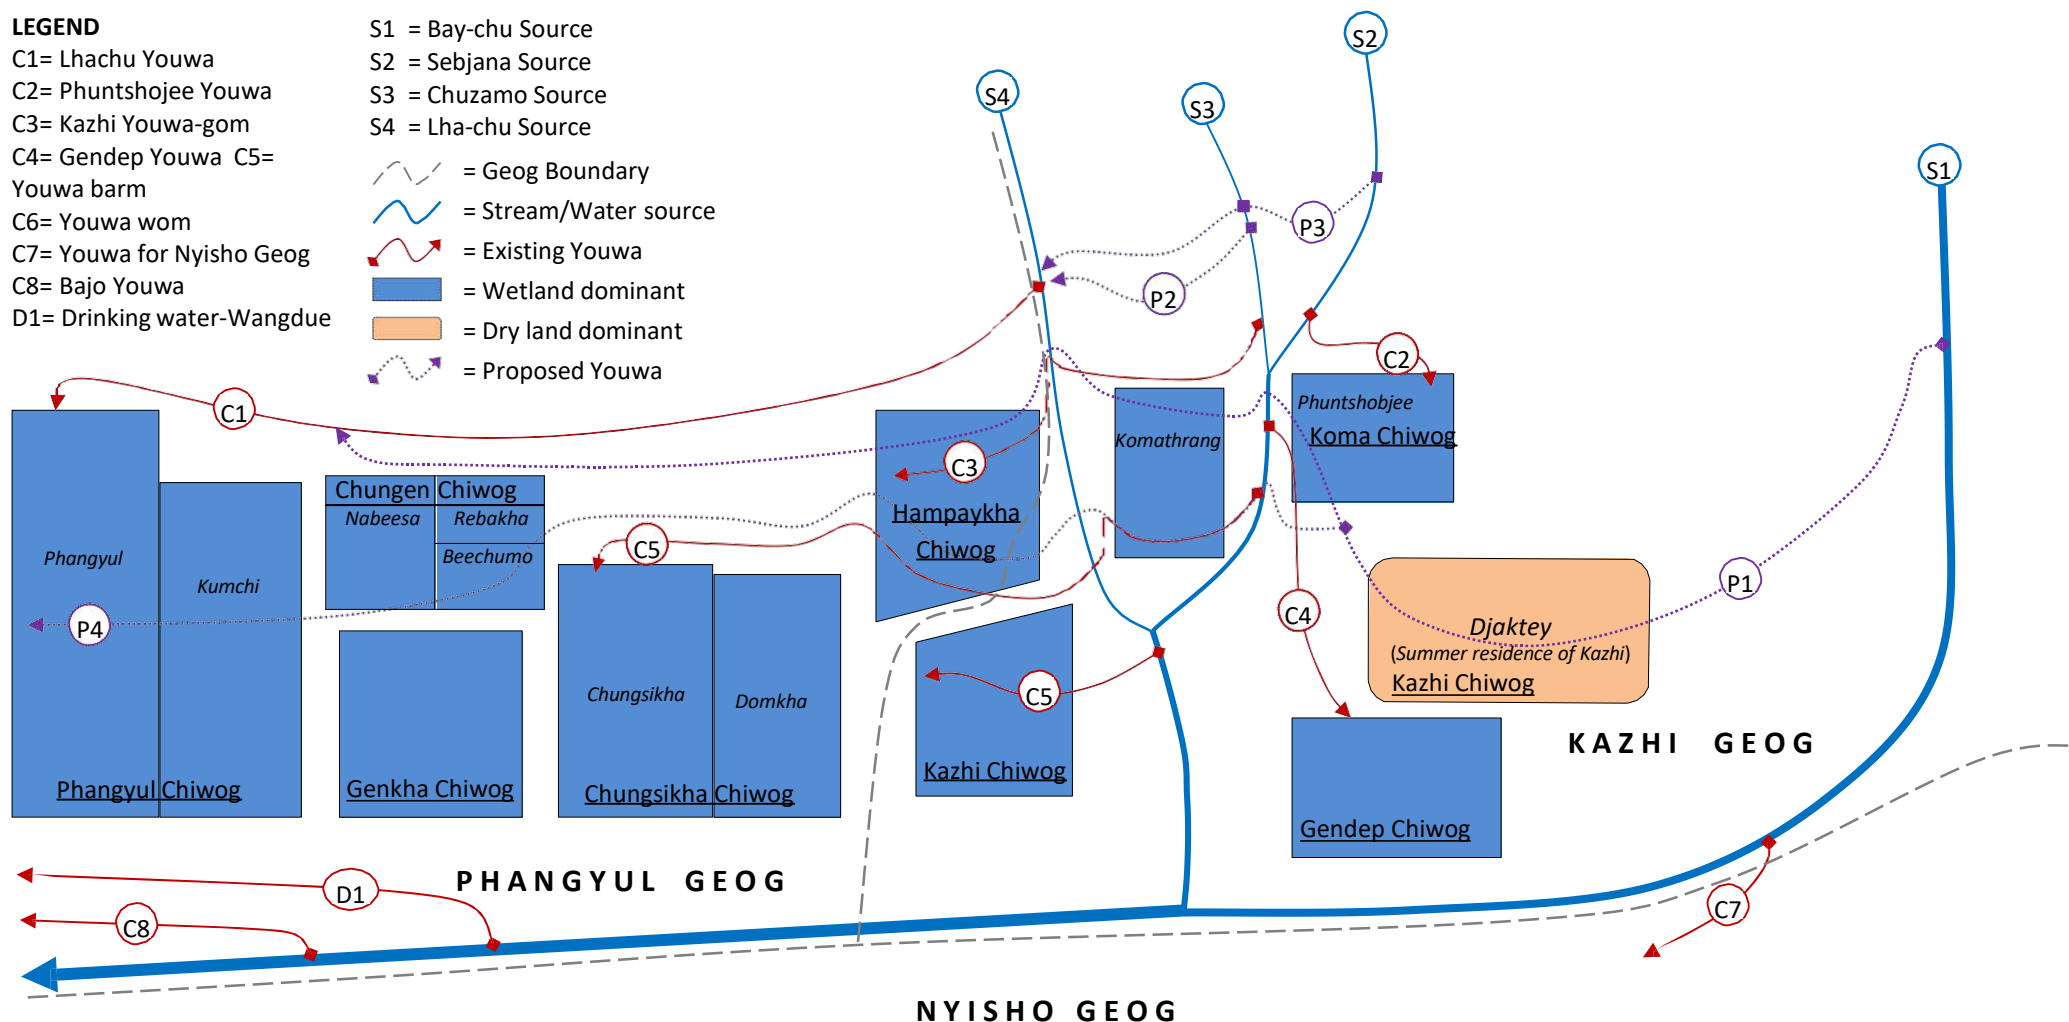 LEGEND
C1= Lhachu Youwa
C2= Phuntshojee Youwa
C3= Kazhi Youwa-gom
C4= Gendep Youwa  C5=
Youwa barm
C6= Youwa wom
C7= Youwa for Nyisho Geog
C8= Bajo Youwa
D1= Drinking water-Wangdue
S1 = Bay-chu Source
S2 = Sebjana Source
S3 = Chuzamo Source
S4 = Lha-chu Source
= Geog Boundary
= Stream/Water source
= Existing Youwa
= Wetland dominant
= Dry land dominant
= Proposed Youwa
S2
S4
S3
S1
P3
P2
C2
C1
Phuntshobjee
Koma Chiwog
Komathrang
C3
Hampaykha
Chiwog
Chungen Chiwog
Nabeesa
Rebakha
Beechumo
C5
Phangyul
Kumchi
P4
P1
C4
Djaktey
(Summer residence of Kazhi)
Kazhi Chiwog
Chungsikha
Domkha
C5
Kazhi Chiwog
KAZHI GEOG
Phangyul Chiwog
Genkha Chiwog
Chungsikha Chiwog
Gendep Chiwog
PHANGYUL GEOG
D1
C8
C7
NYISHO GEOG